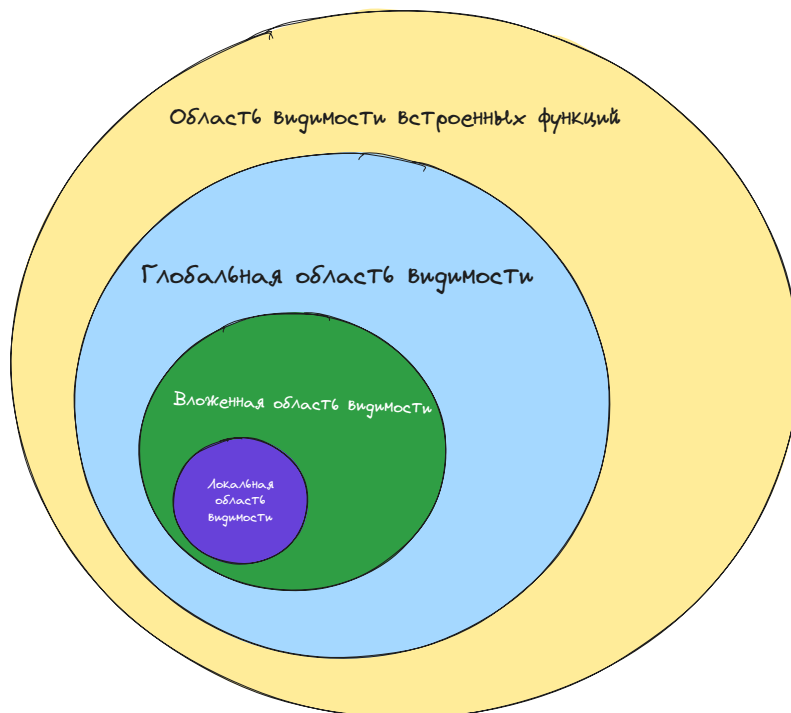 Область видимости встроенных функций
Глобальная область видимости
Вложенная область видимости
Локальная
область
видимости